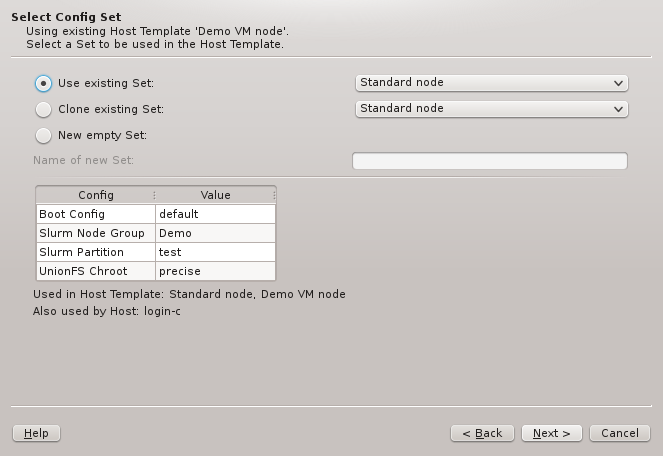 Select Config Set
Using existing Host Template 'Demo VM node'.
Select a Set to be used in the Host Template.
Use existing Set: Standard node
Clone existing Set: Standard node
New empty Set:
Name of new Set:
Config Value
Boot Config default
Slurm Node Group Demo
Slurm Partition test
UnionFS Chroot precise
Used in Host Template: Standard node, Demo VM node
Also used by Host: login-c
Help < Back Next > Cancel